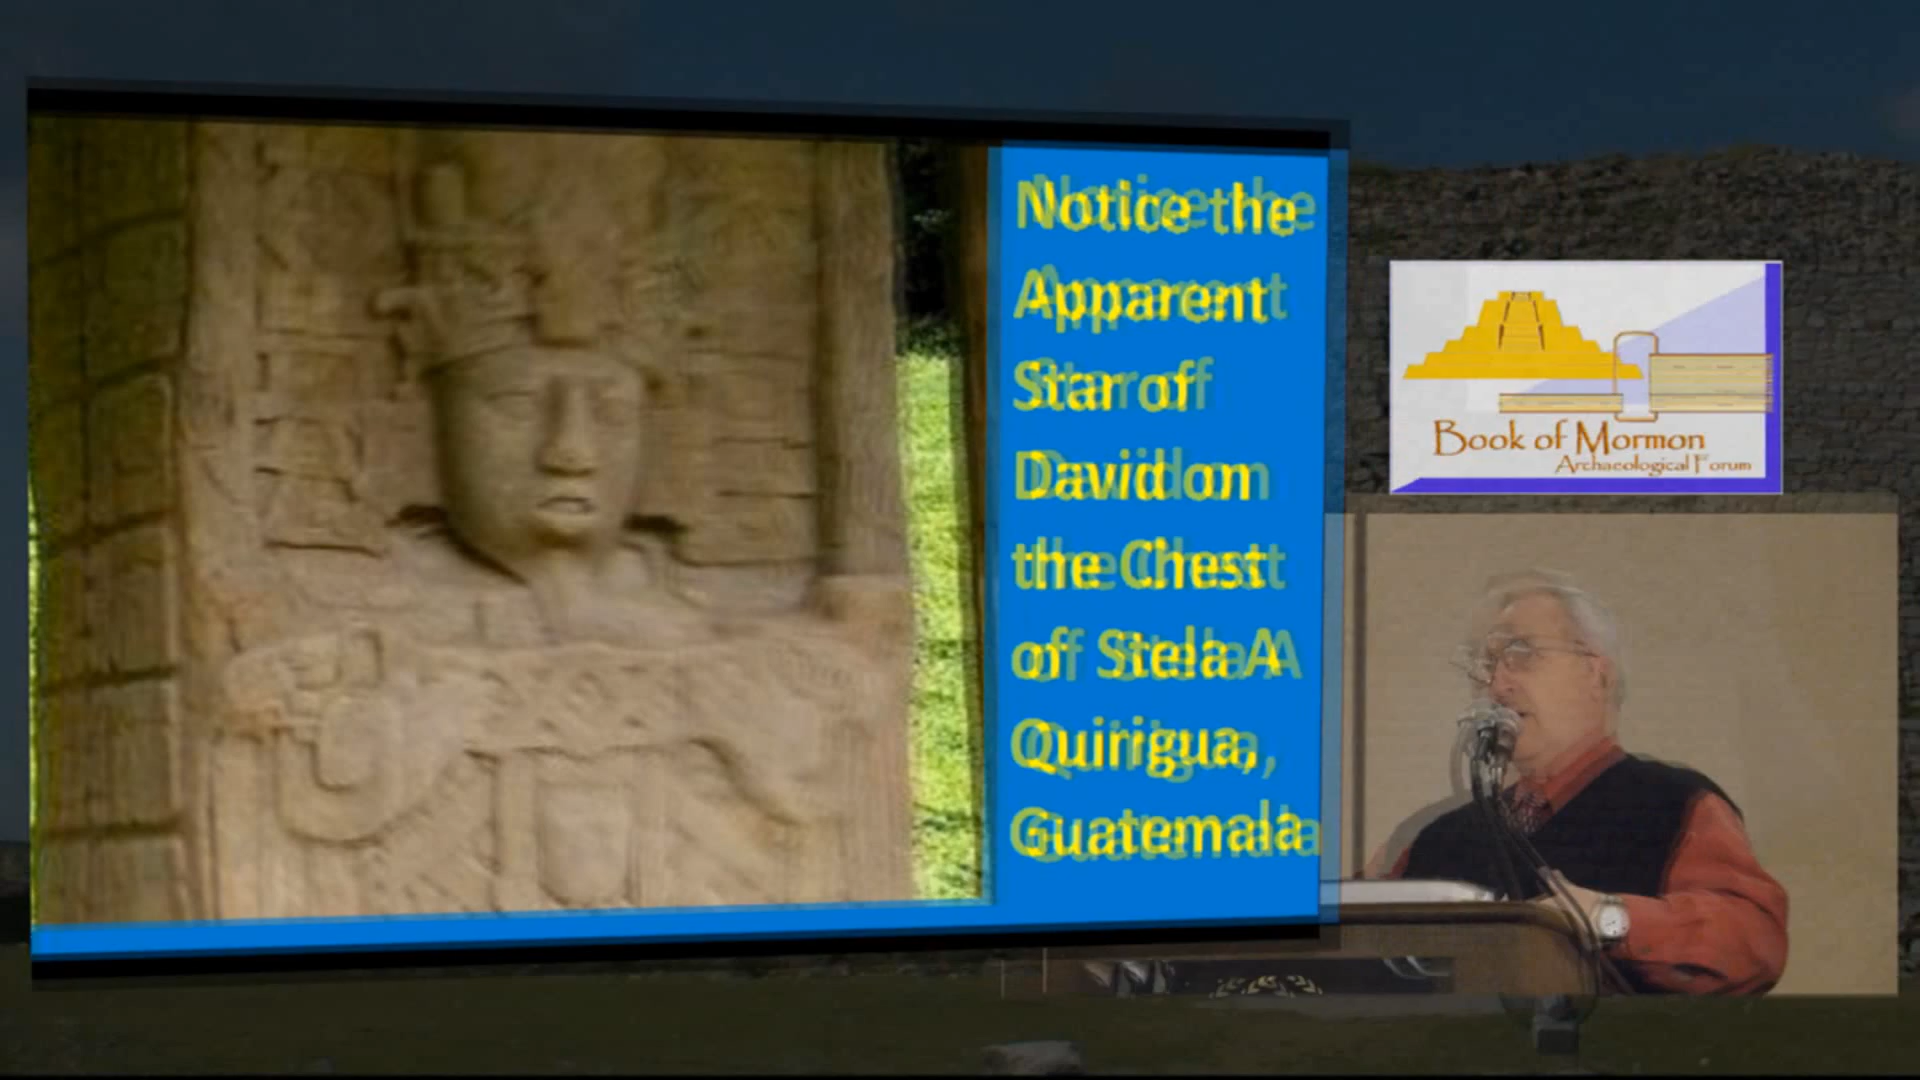 Notice the
Apparent
Star of
David on
the Chest
of Stela A
Quirigua,
Guatemala
Book of Mormon
Archaeological Forum